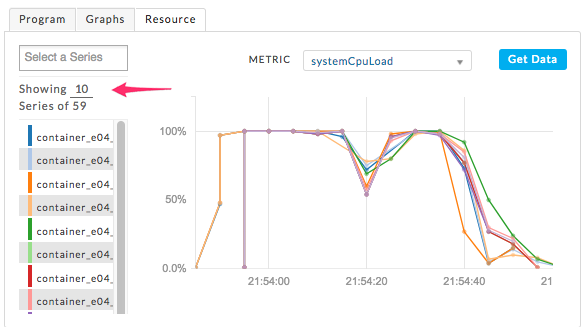 Program Graphs Resource
Select a Series
METRIC systemCpuLoad Get Data
Showing 10
Series of 59
container_e04_
container_e04_
container_e04_
container_e04_
container_e04_
container_e04_
container_e04_
container_e04_
100%
50%
0.0%
21:54:00 21:54:20 21:54:40 21